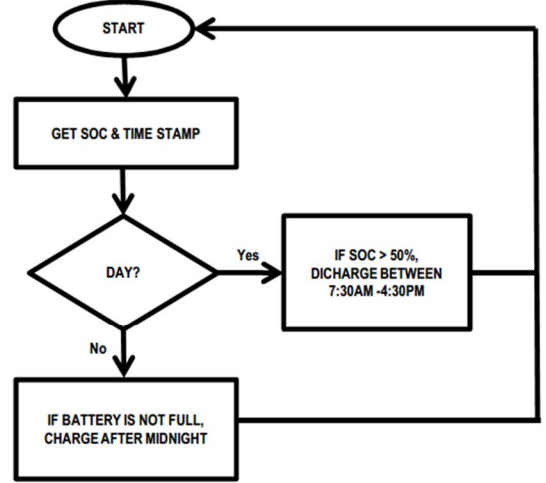 START
GET SOC & TIME STAMP
DAY?
Yes
IF SOC > 50%,
DICHARGE BETWEEN
7:30AM -4:30PM
No
IF BATTERY IS NOT FULL,
CHARGE AFTER MIDNIGHT